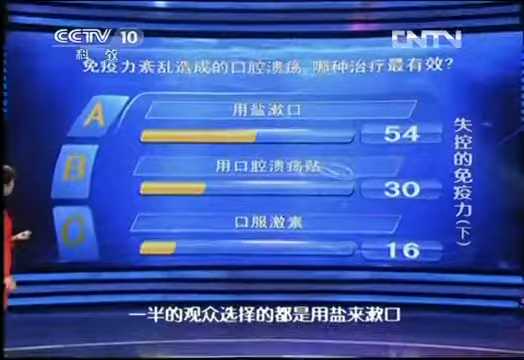 CCTV 10
科教
CNTV
免疫力紊乱造成的口腔溃疡 哪种治疗最有效?
A
用盐漱口
54
B
用口腔溃疡贴
30
C
口服激素
16
失控的免疫力(下)
一半的观众选择的都是用盐来漱口